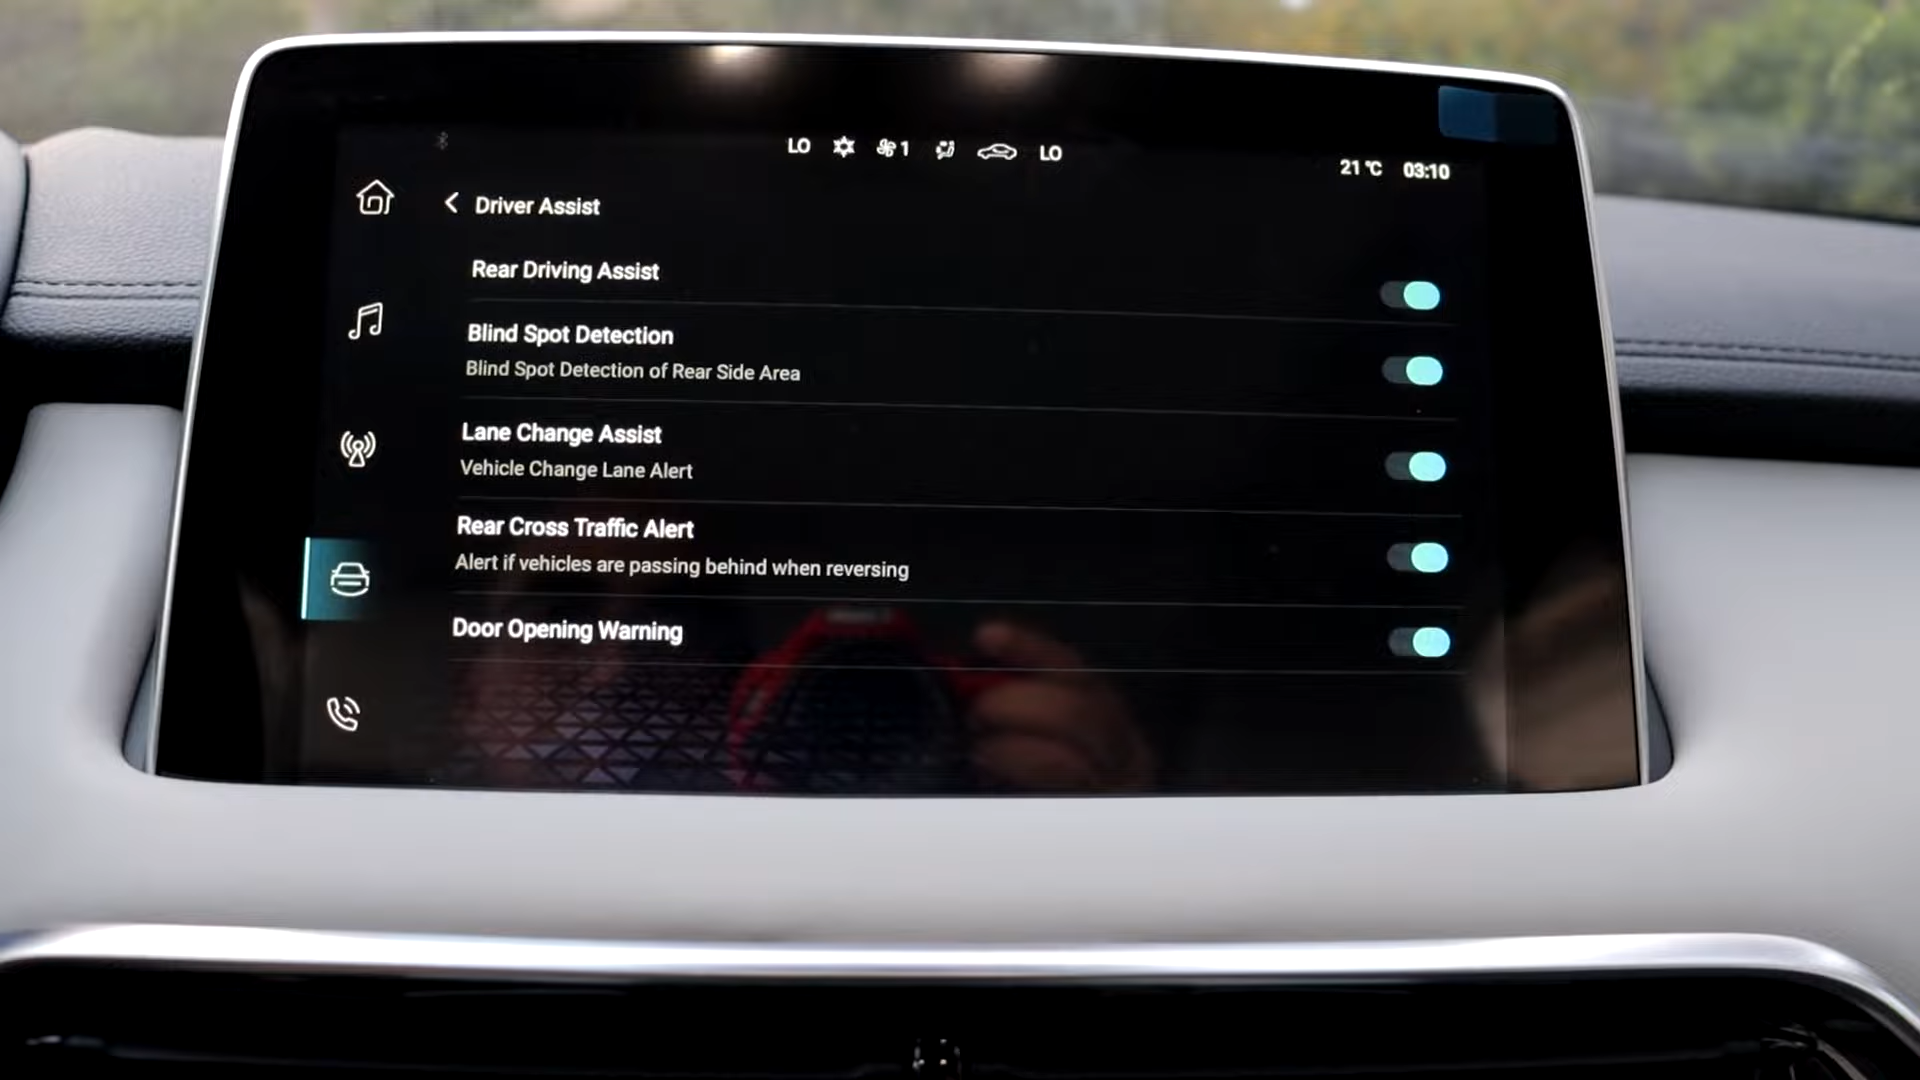 LO 1 LO
21 ℃ 03:10
Driver Assist
Rear Driving Assist
Blind Spot Detection
Blind Spot Detection of Rear Side Area
Lane Change Assist
Vehicle Change Lane Alert
Rear Cross Traffic Alert
Alert if vehicles are passing behind when reversing
Door Opening Warning